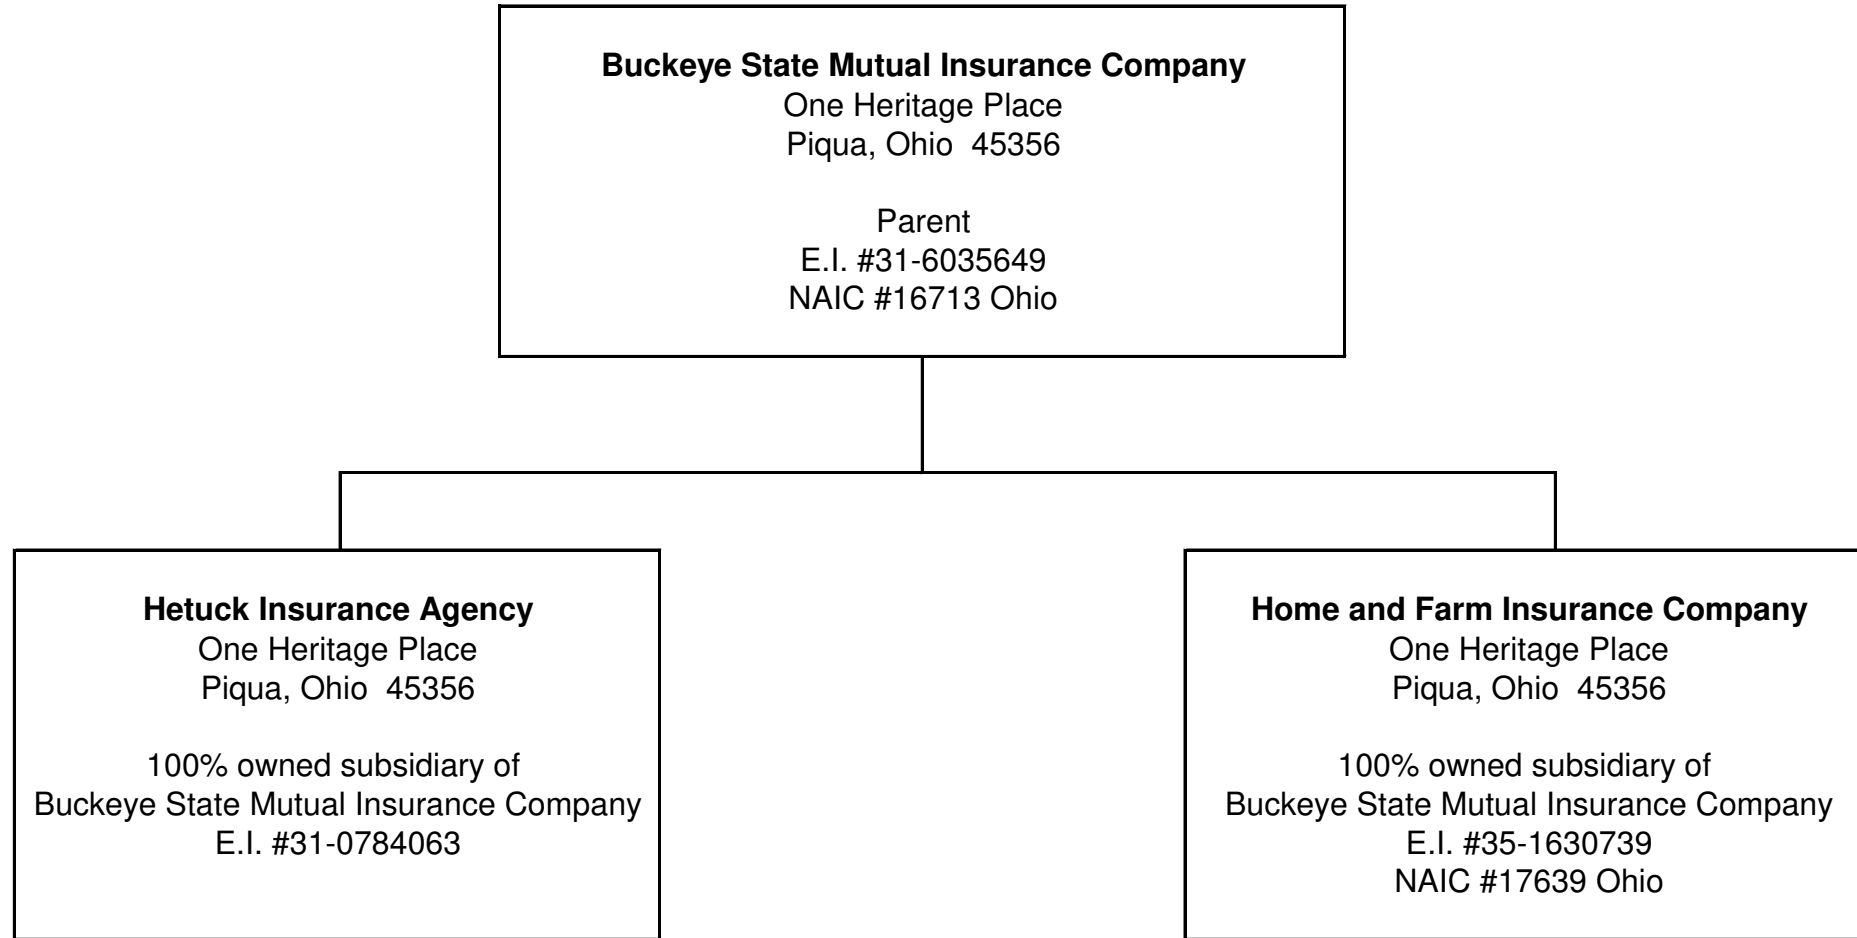 Buckeye State Mutual Insurance Company
One Heritage Place
Piqua, Ohio  45356
Parent
E.I. #31-6035649
NAIC #16713 Ohio
Hetuck Insurance Agency
One Heritage Place
Piqua, Ohio  45356
100% owned subsidiary of
Buckeye State Mutual Insurance Company
E.I. #31-0784063
Home and Farm Insurance Company
One Heritage Place
Piqua, Ohio  45356
100% owned subsidiary of
Buckeye State Mutual Insurance Company
E.I. #35-1630739
NAIC #17639 Ohio